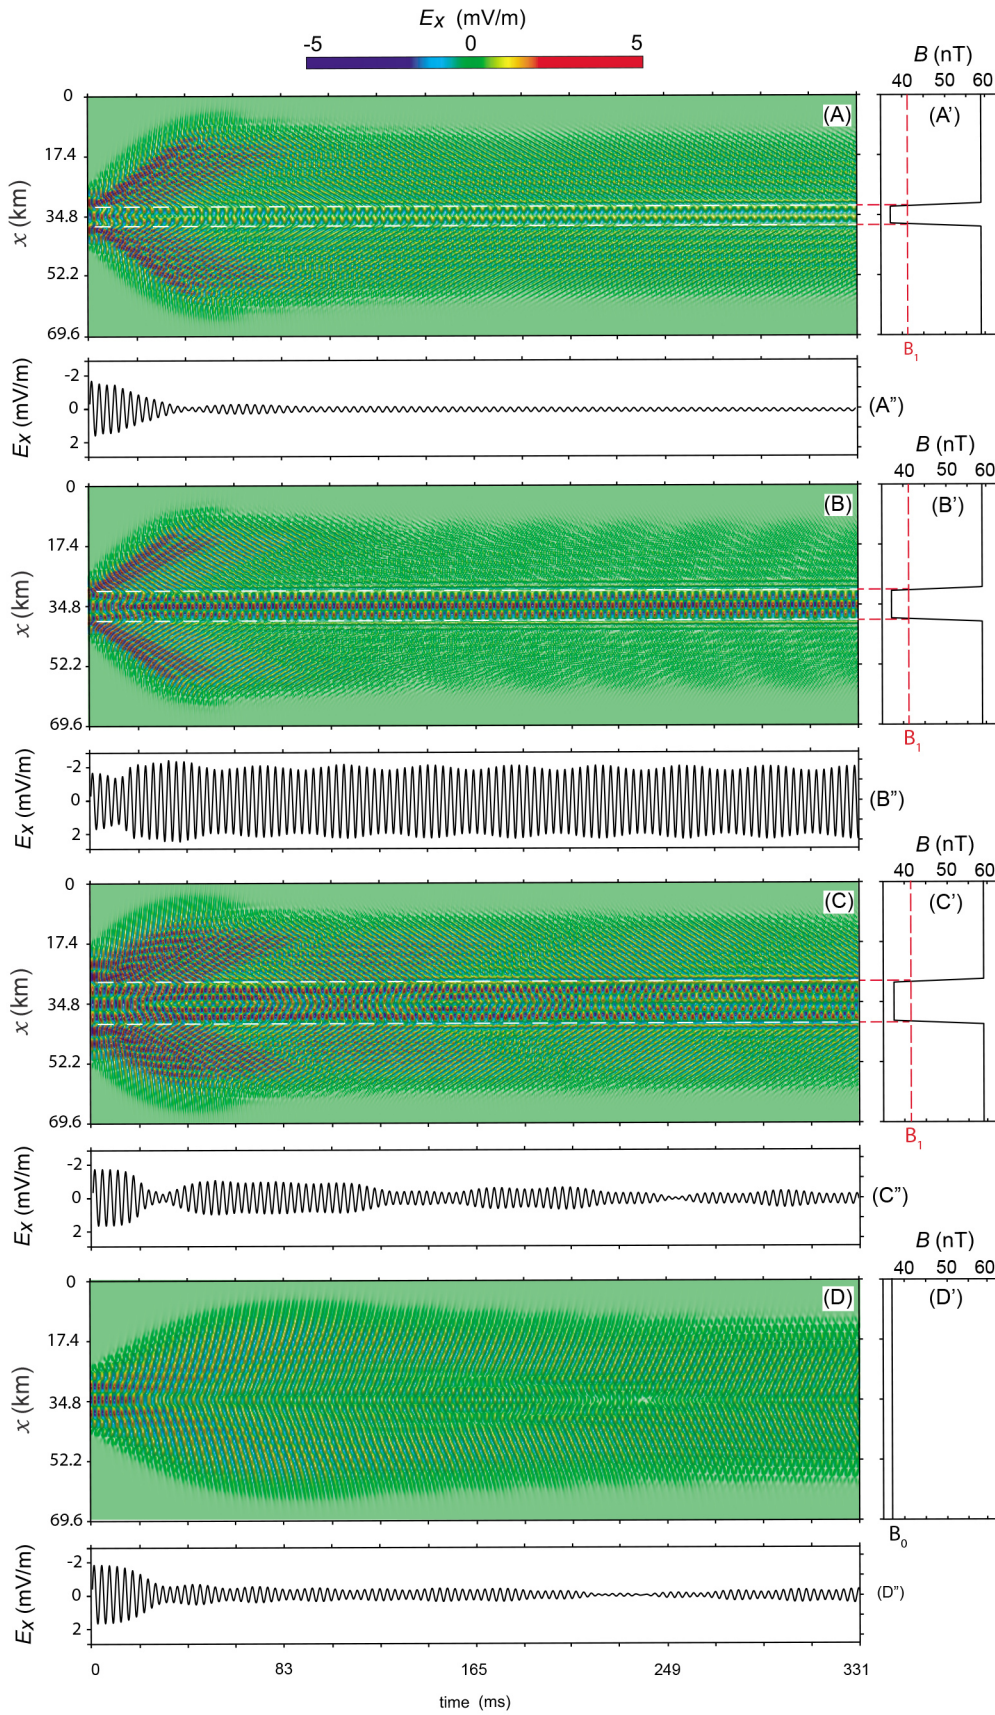 Ex (mV/m)
-5 0 5
B (nT)
40 50 60
0
17.4
34.8
52.2
69.6
x (km)
(A)
(A')
B1
-2
0
2
Ex (mV/m)
(A")
B (nT)
40 50 60
0
17.4
34.8
52.2
69.6
x (km)
(B)
(B')
B1
-2
0
2
Ex (mV/m)
(B")
B (nT)
40 50 60
0
17.4
34.8
52.2
69.6
x (km)
(C)
(C')
B1
-2
0
2
Ex (mV/m)
(C")
B (nT)
40 50 60
0
17.4
34.8
52.2
69.6
x (km)
(D)
(D')
B0
-2
0
2
Ex (mV/m)
(D")
0 83 165 249 331
time (ms)